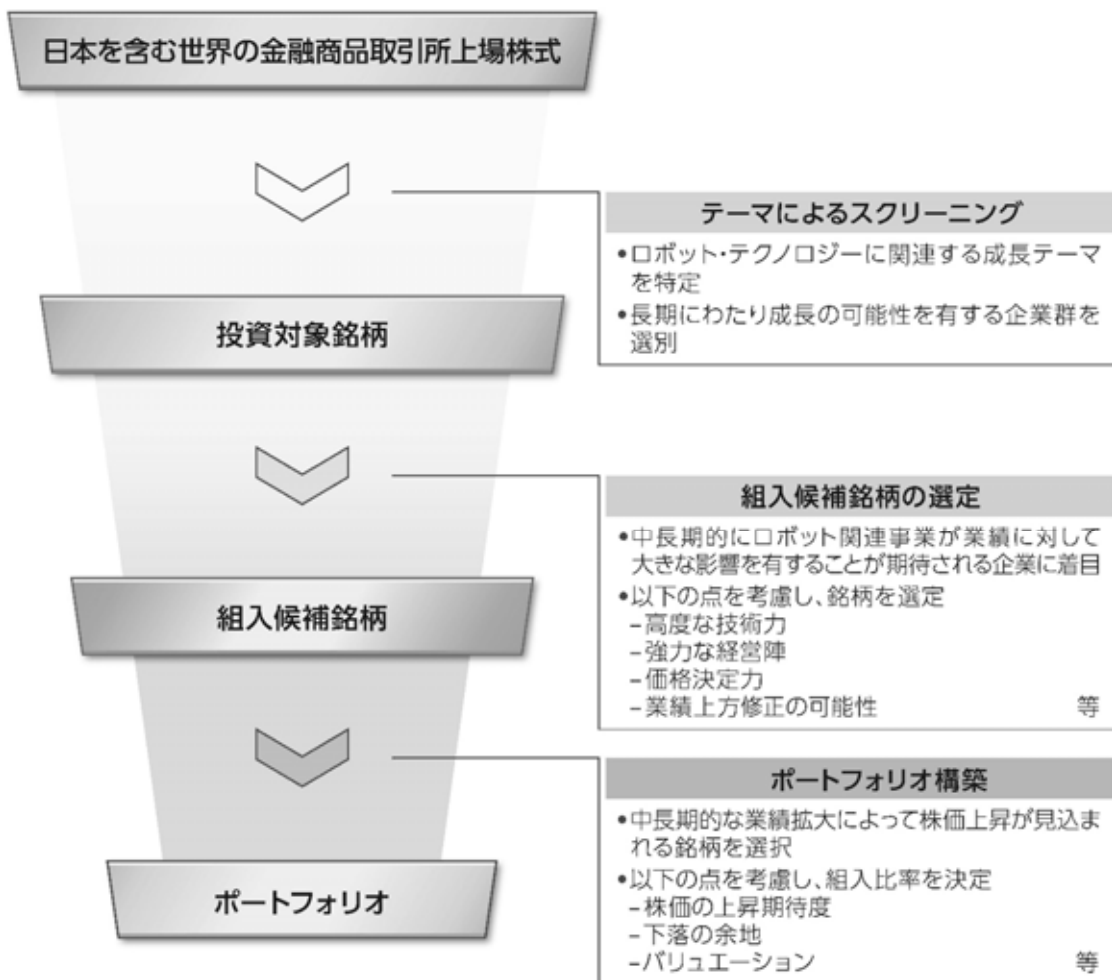 日本を含む世界の金融商品取引所上場株式
テーマによるスクリーニング
•ロボット・テクノロジーに関連する成長テーマ
を特定
•長期にわたり成長の可能性を有する企業群を
選別
投資対象銘柄
組入候補銘柄の選定
•中長期的にロボット関連事業が業績に対して
大きな影響を有することが期待される企業に着目
•以下の点を考慮し、銘柄を選定
–高度な技術力
–強力な経営陣
–価格決定力
–業績上方修正の可能性 等
組入候補銘柄
ポートフォリオ構築
•中長期的な業績拡大によって株価上昇が見込ま
れる銘柄を選択
•以下の点を考慮し、組入比率を決定
–株価の上昇期待度
–下落の余地
–バリュエーション 等
ポートフォリオ